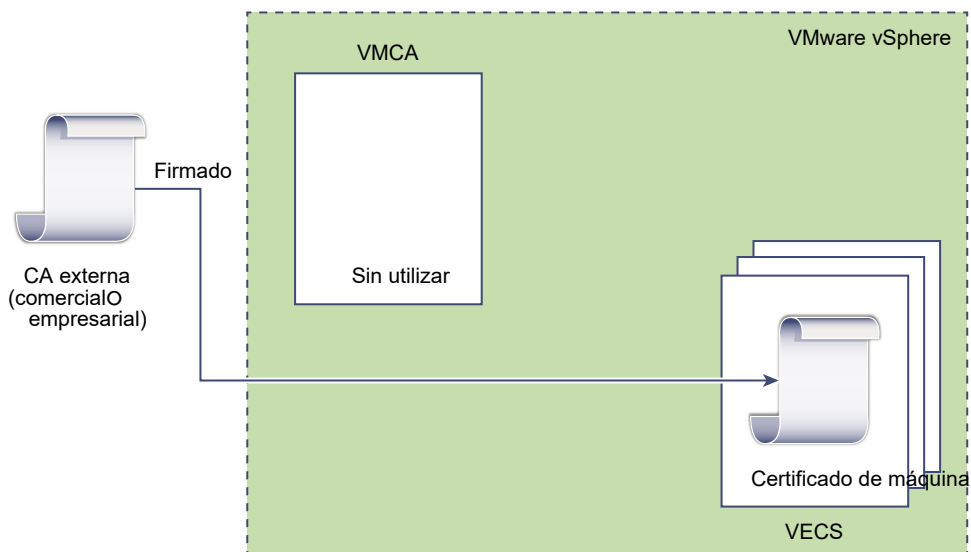 VMware vSphere
VMCA
Firmado
Sin utilizar
CA externa
(comercialO
empresarial)
Certificado de máquina
VECS